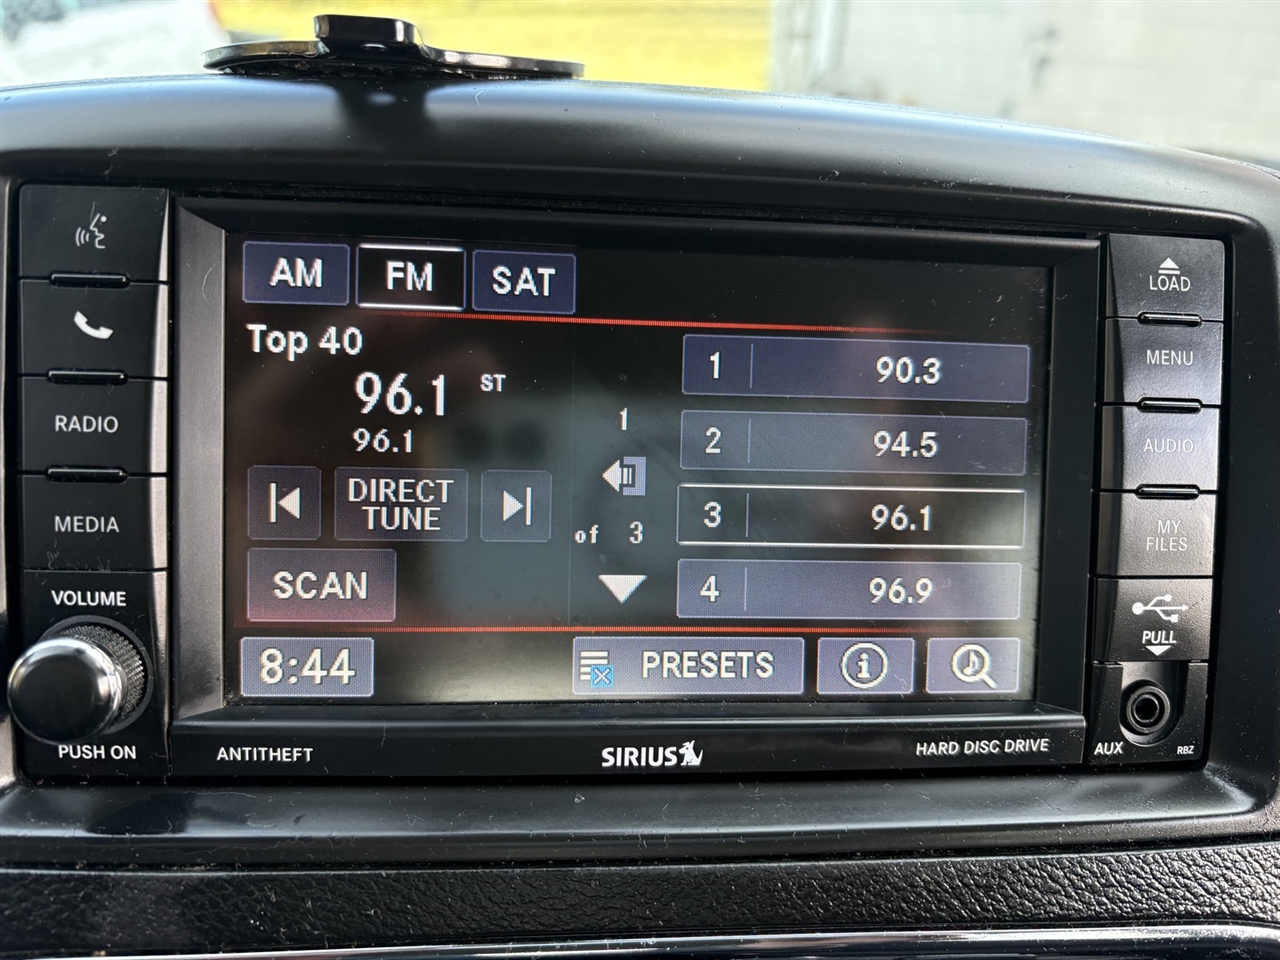 AM FM SAT
Top 40
96.1 ST
96.1
DIRECT
TUNE
SCAN
1
of 3
1 90.3
2 94.5
3 96.1
4 96.9
8:44
PRESETS
i
RADIO
MEDIA
VOLUME
PUSH ON
LOAD
MENU
AUDIO
MY
FILES
PULL
AUX
RBZ
ANTITHEFT
SIRIUS
HARD DISC DRIVE